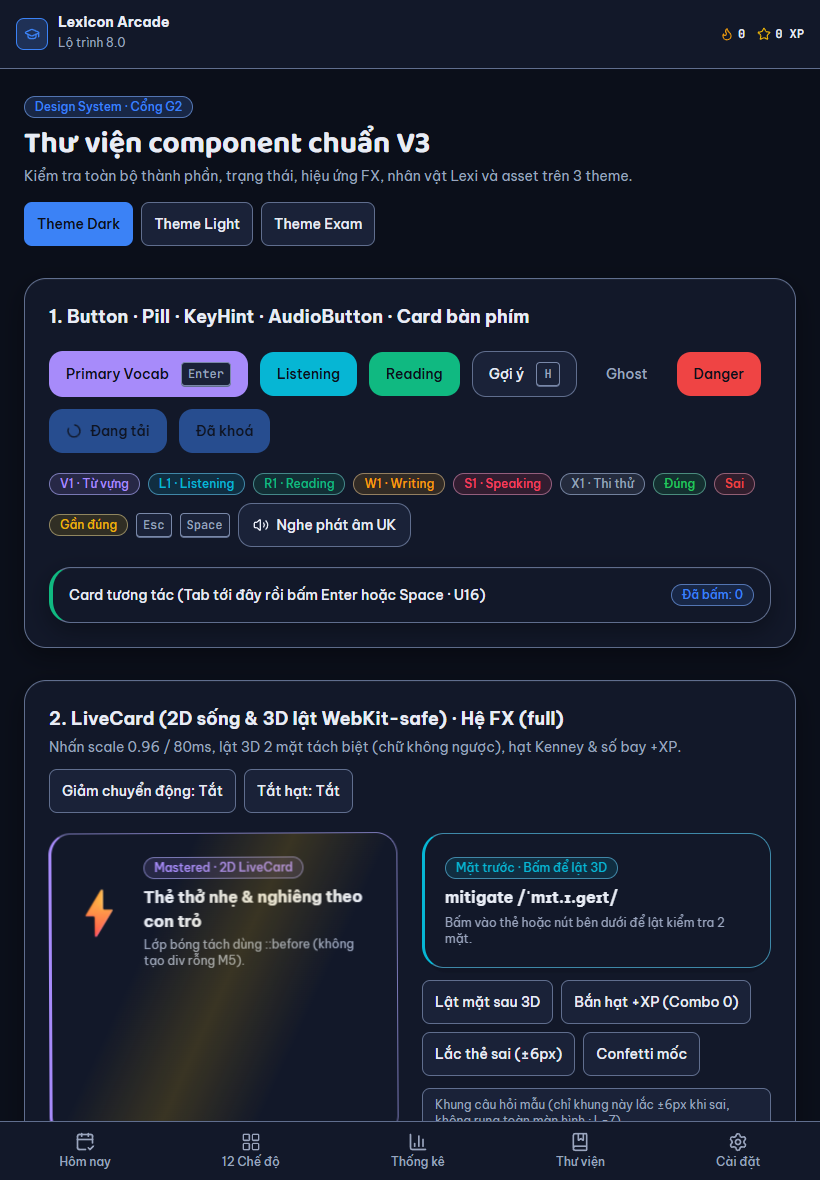 Lexicon Arcade
Lộ trình 8.0
0 0 XP
Design System · Cổng G2
Thư viện component chuẩn V3
Kiểm tra toàn bộ thành phần, trạng thái, hiệu ứng FX, nhân vật Lexi và asset trên 3 theme.
Theme Dark Theme Light Theme Exam
1. Button · Pill · KeyHint · AudioButton · Card bàn phím
Primary Vocab Enter Listening Reading Gợi ý H Ghost Danger
Đang tải Đã khoá
V1 · Từ vựng L1 · Listening R1 · Reading W1 · Writing S1 · Speaking X1 · Thi thử Đúng Sai
Gần đúng Esc Space Nghe phát âm UK
Card tương tác (Tab tới đây rồi bấm Enter hoặc Space · U16) Đã bấm: 0
2. LiveCard (2D sống & 3D lật WebKit-safe) · Hệ FX (full)
Nhấn scale 0.96 / 80ms, lật 3D 2 mặt tách biệt (chữ không ngược), hạt Kenney & số bay +XP.
Giảm chuyển động: Tắt Tắt hạt: Tắt
Mastered · 2D LiveCard
Thẻ thở nhẹ & nghiêng theo
con trỏ
Lớp bóng tách dùng ::before (không
tạo div rỗng M5).
Mặt trước · Bấm để lật 3D
mitigate /ˈmɪt.ɪ.ɡeɪt/
Bấm vào thẻ hoặc nút bên dưới để lật kiểm tra 2
mặt.
Lật mặt sau 3D Bắn hạt +XP (Combo 0)
Lắc thẻ sai (±6px) Confetti mốc
Khung câu hỏi mẫu (chỉ khung này lắc ±6px khi sai,
không rung toàn màn hình · L-7)
Hôm nay 12 Chế độ Thống kê Thư viện Cài đặt